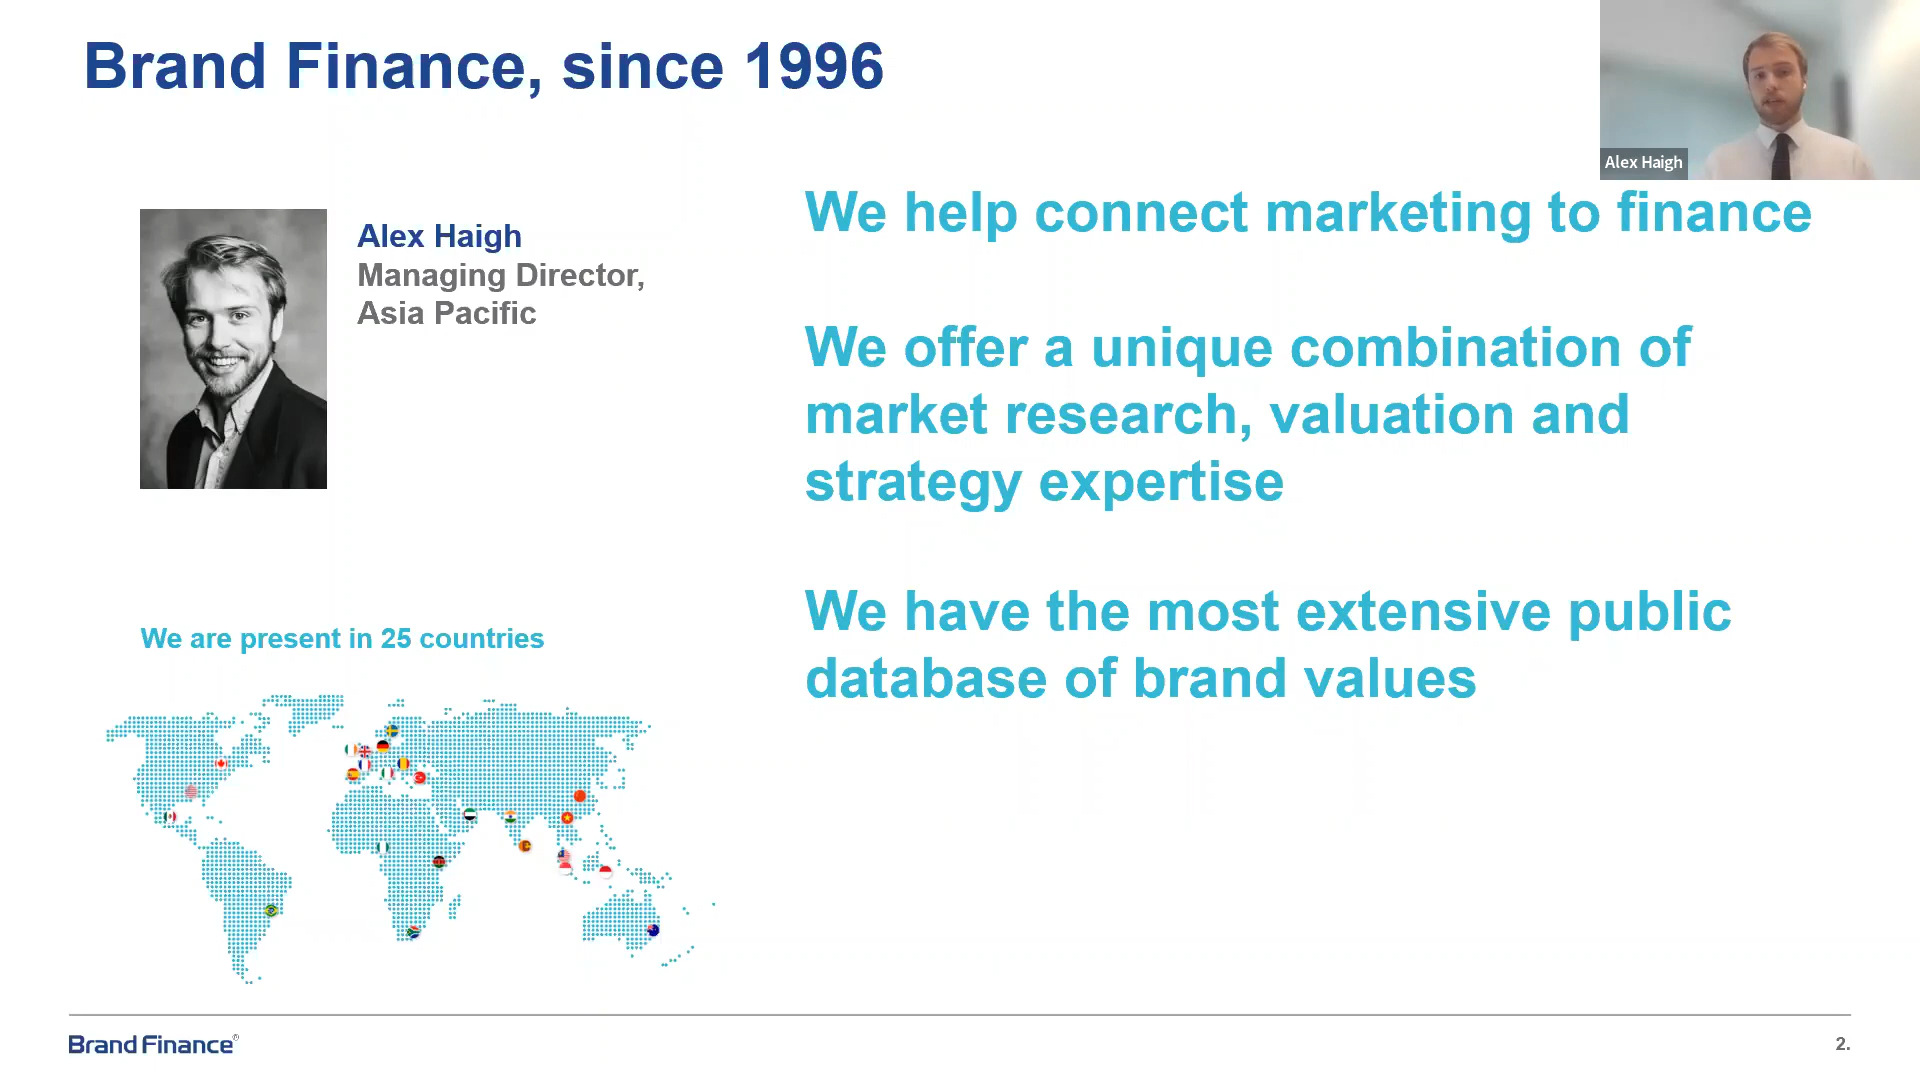 Brand Finance, since 1996
Alex Haigh
Alex Haigh
Managing Director,
Asia Pacific
We help connect marketing to finance
We offer a unique combination of
market research, valuation and
strategy expertise
We have the most extensive public
database of brand values
We are present in 25 countries
Brand Finance®
2.